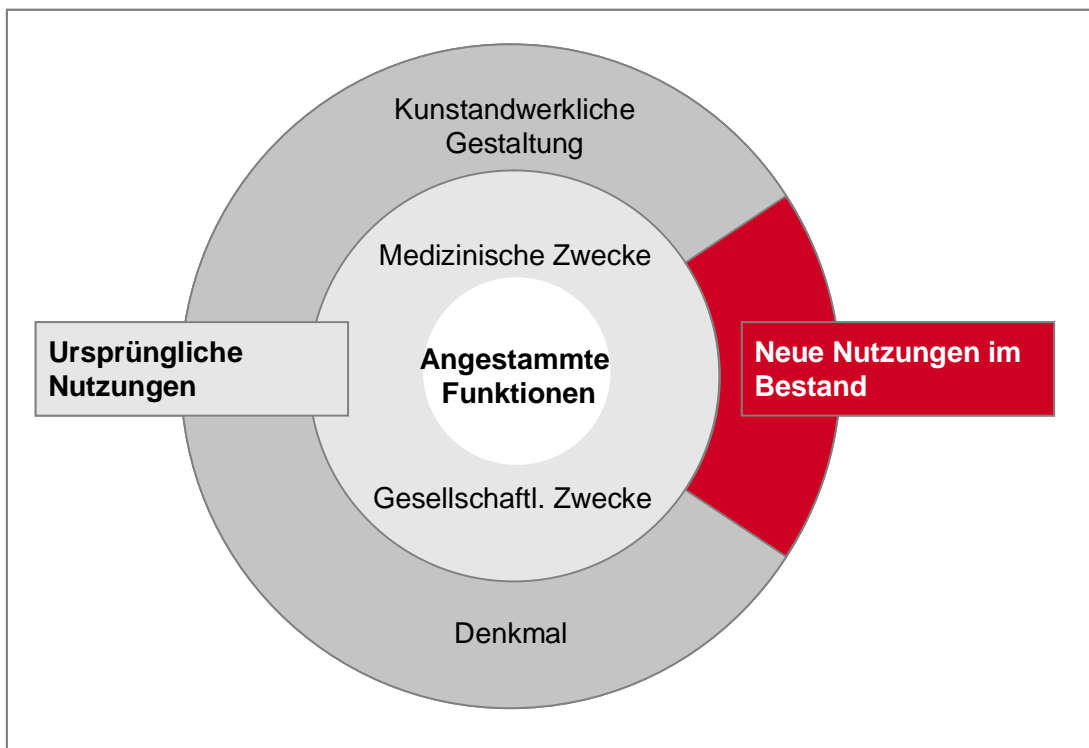 Kunstandwerkliche
Gestaltung
Medizinische Zwecke
Ursprüngliche
Nutzungen
Angestammte
Funktionen
Neue Nutzungen im
Bestand
Gesellschaftl. Zwecke
Denkmal